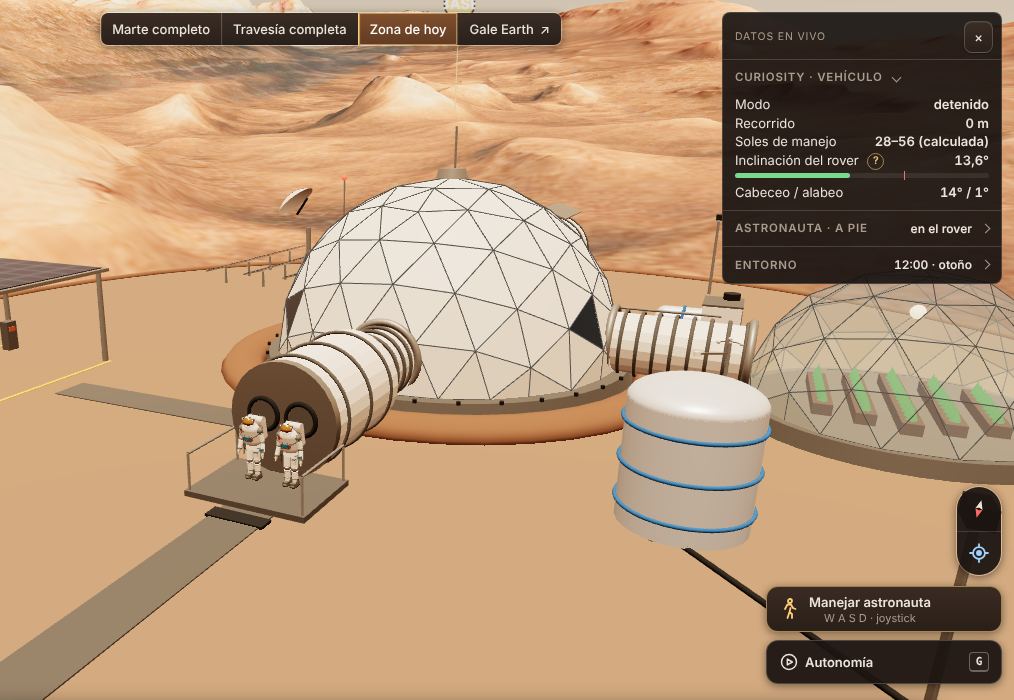 Marte completo
Travesía completa
Zona de hoy
Gale Earth ↗
DATOS EN VIVO ×
CURIOSITY · VEHÍCULO
Modo detenido
Recorrido 0 m
Soles de manejo 28–56 (calculada)
Inclinación del rover ? 13,6°
Cabeceo / alabeo 14° / 1°
ASTRONAUTA · A PIE en el rover
ENTORNO 12:00 · otoño
Manejar astronauta
W A S D · joystick
Autonomía G